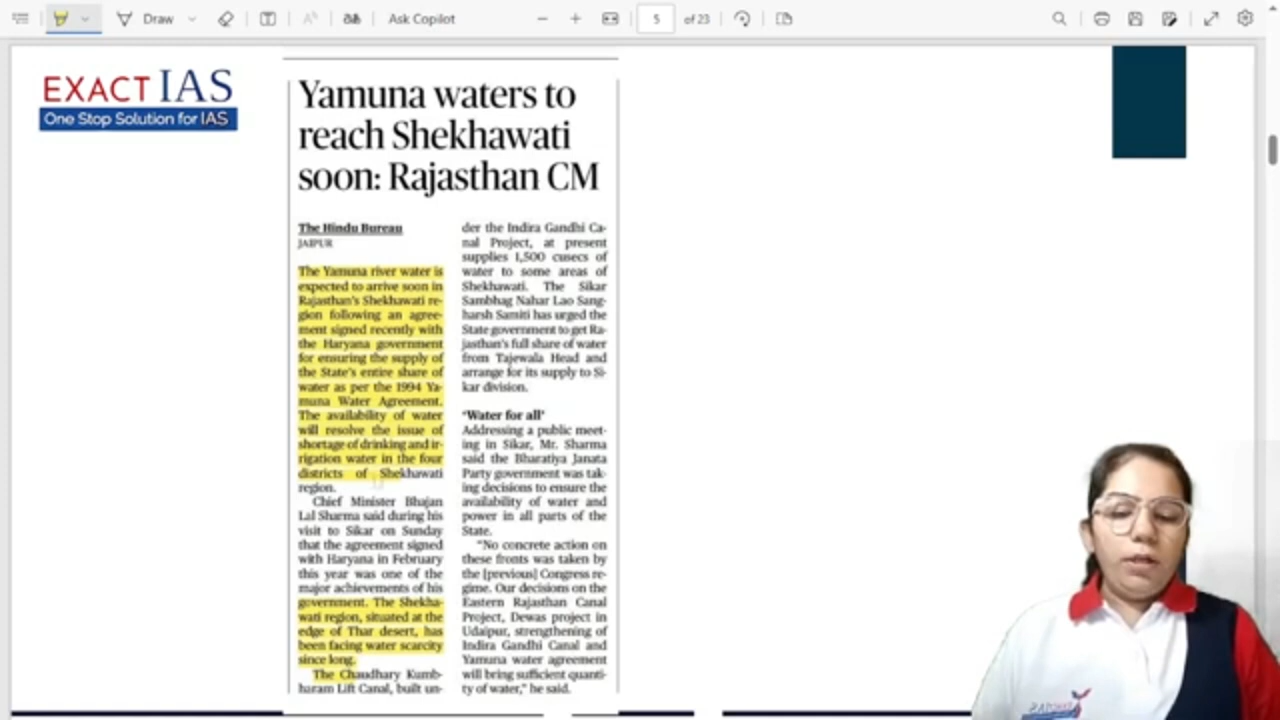 Draw
Ask Copilot
5
of 23
EXACT IAS
One Stop Solution for IAS
Yamuna waters to
reach Shekhawati
soon: Rajasthan CM
The Hindu Bureau
JAIPUR
The Yamuna river water is
expected to arrive soon in
Rajasthan's Shekhawati re-
gion following an agree-
ment signed recently with
the Haryana government
for ensuring the supply of
the State's entire share of
water as per the 1994 Ya-
muna Water Agreement.
The availability of water
will resolve the issue of
shortage of drinking and ir-
rigation water in the four
districts of Shekhawati
region.
Chief Minister Bhajan
Lal Sharma said during his
visit to Sikar on Sunday
that the agreement signed
with Haryana in February
this year was one of the
major achievements of his
government. The Shekha-
wati region, situated at the
edge of Thar desert, has
been facing water scarcity
since long.
The Chaudhary Kumb-
haram Lift Canal, built un-
der the Indira Gandhi Ca-
nal Project, at present
supplies 1,500 cusecs of
water to some areas of
Shekhawati. The Sikar
Sambhag Nahar Lao Sang-
harsh Samiti has urged the
State government to get Ra-
jasthan's full share of water
from Tajewala Head and
arrange for its supply to Si-
kar division.
'Water for all'
Addressing a public meet-
ing in Sikar, Mr. Sharma
said the Bharatiya Janata
Party government was tak-
ing decisions to ensure the
availability of water and
power in all parts of the
State.
"No concrete action on
these fronts was taken by
the [previous] Congress re-
gime. Our decisions on the
Eastern Rajasthan Canal
Project, Dewas project in
Udaipur, strengthening of
Indira Gandhi Canal and
Yamuna water agreement
will bring sufficient quanti-
ty of water," he said.